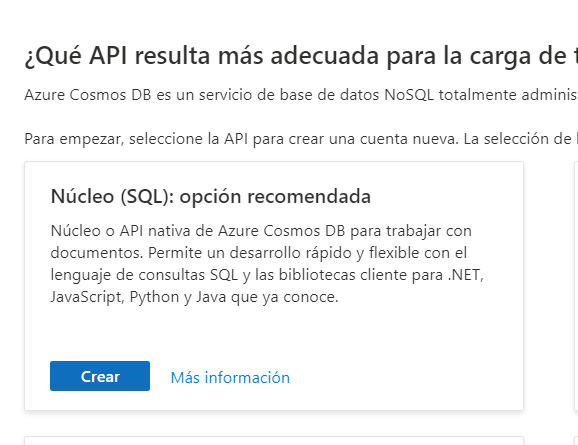 ¿Qué API resulta más adecuada para la carga de
Azure Cosmos DB es un servicio de base de datos NoSQL totalmente adminis
Para empezar, seleccione la API para crear una cuenta nueva. La selección de
Núcleo (SQL): opción recomendada
Núcleo o API nativa de Azure Cosmos DB para trabajar con
documentos. Permite un desarrollo rápido y flexible con el
lenguaje de consultas SQL y las bibliotecas cliente para .NET,
JavaScript, Python y Java que ya conoce.
Crear Más información